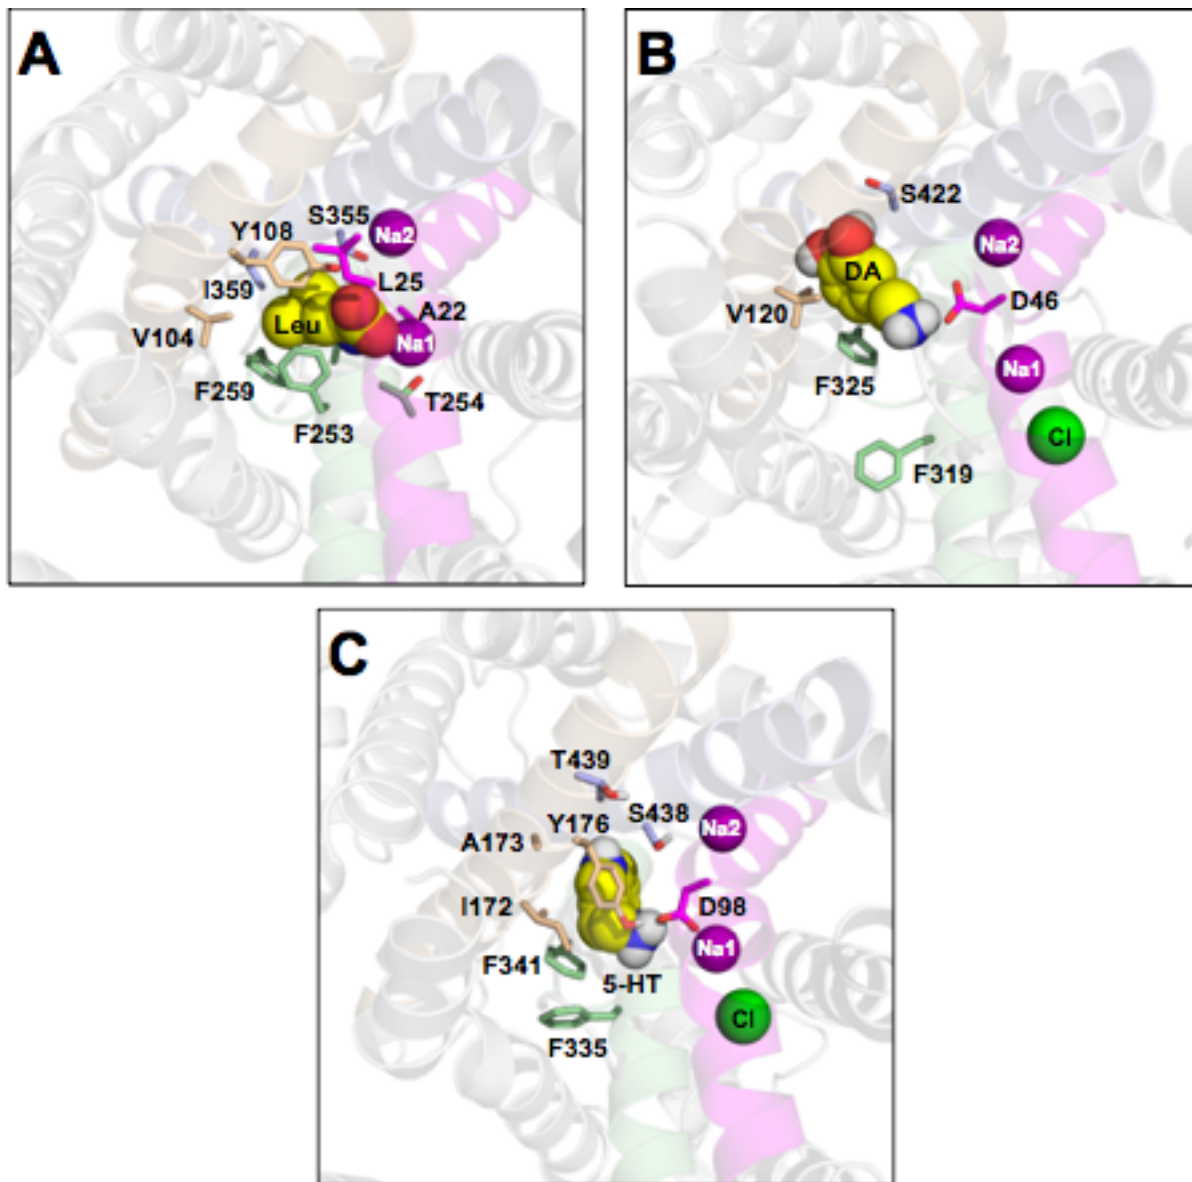 A
S355
Na2
Y108
L25
I359
A22
V104
Leu
Na1
F259
T254
F253
B
S422
Na2
DA
D46
V120
Na1
F325
Cl
F319
C
T439
S438
Na2
Y176
A173
I172
D98
Na1
F341
5-HT
Cl
F335